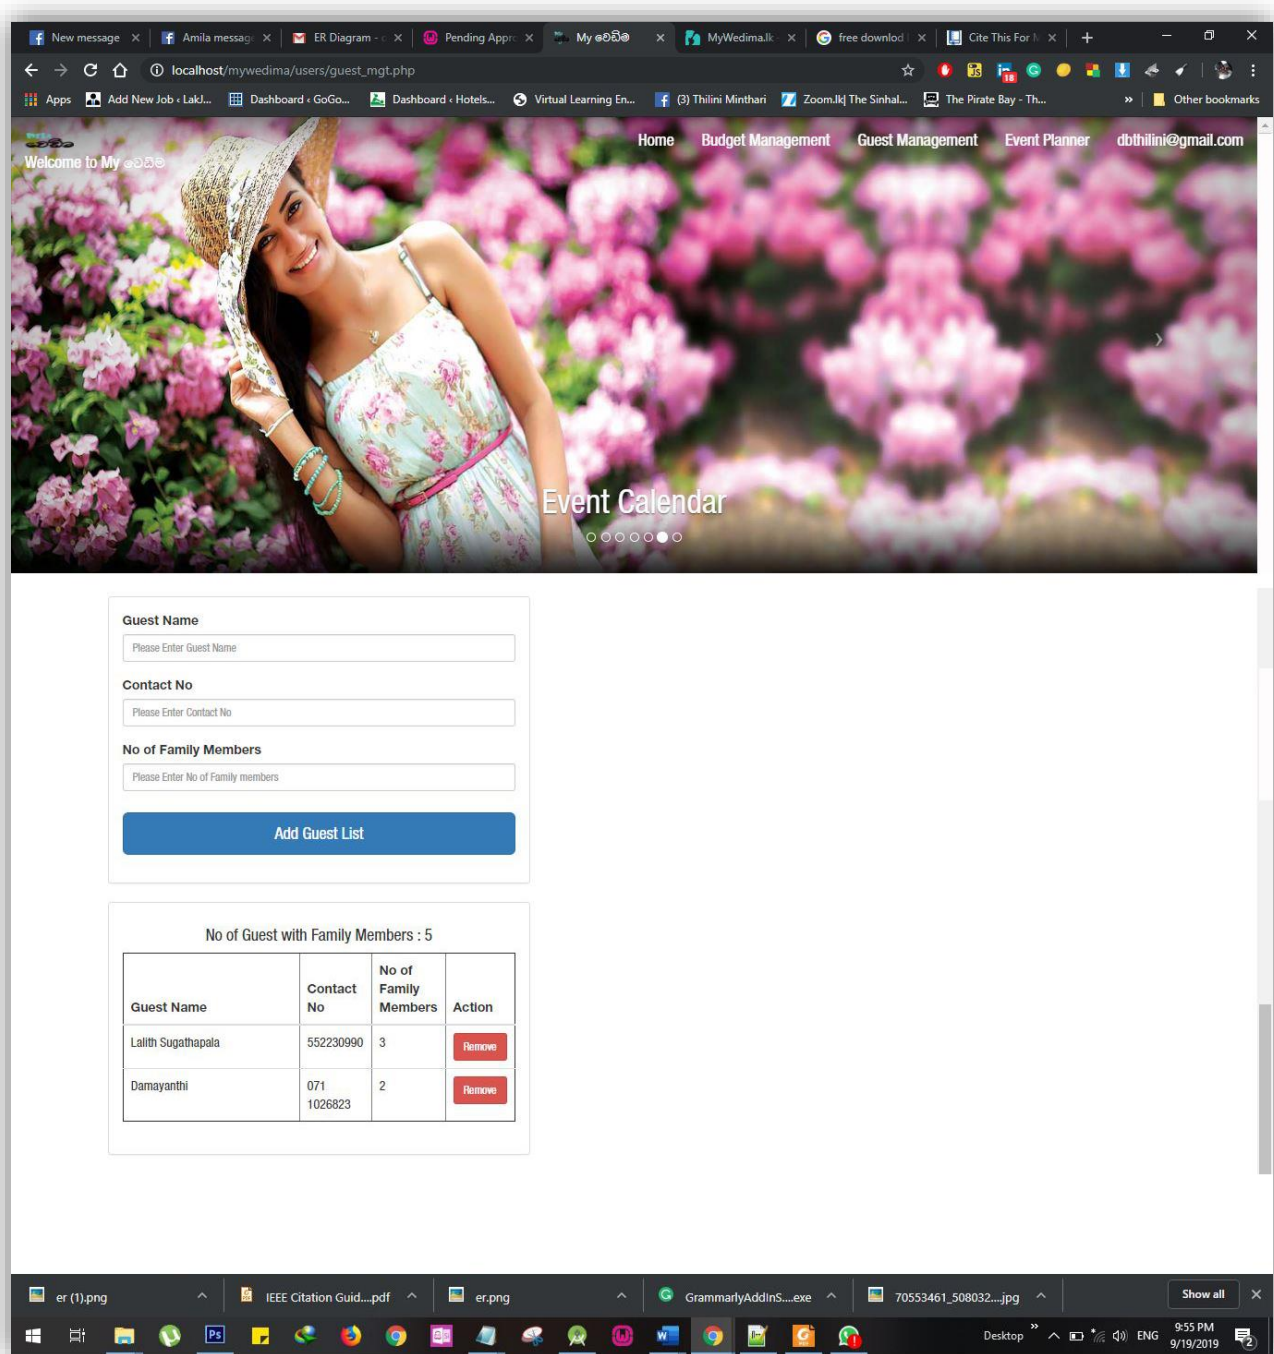 New message
Amila messag
ER Diagram - c
Pending Appro
My වෙඩිම
MyWedima.lk -
free downlod
Cite This For M
localhost/mywedima/users/guest_mgt.php
JS
18
Apps
Add New Job ‹ LakJ...
Dashboard ‹ GoGo...
Dashboard ‹ Hotels...
Virtual Learning En...
(3) Thilini Minthari
Zoom.lk| The Sinhal...
The Pirate Bay - Th...
»
Other bookmarks
Home
Budget Management
Guest Management
Event Planner
dbthilini@gmail.com
Welcome to My වෙඩිම
Event Calendar
Guest Name
Please Enter Guest Name
Contact No
Please Enter Contact No
No of Family Members
Please Enter No of Family members
Add Guest List
No of Guest with Family Members : 5
Guest Name
Contact No
No of Family Members
Action
Lalith Sugathapala
552230990
3
Remove
Damayanthi
071 1026823
2
Remove
er (1).png
IEEE Citation Guid....pdf
er.png
GrammarlyAddInS....exe
70553461_508032....jpg
Show all
Ps
Desktop
»
ENG
9:55 PM
9/19/2019
2